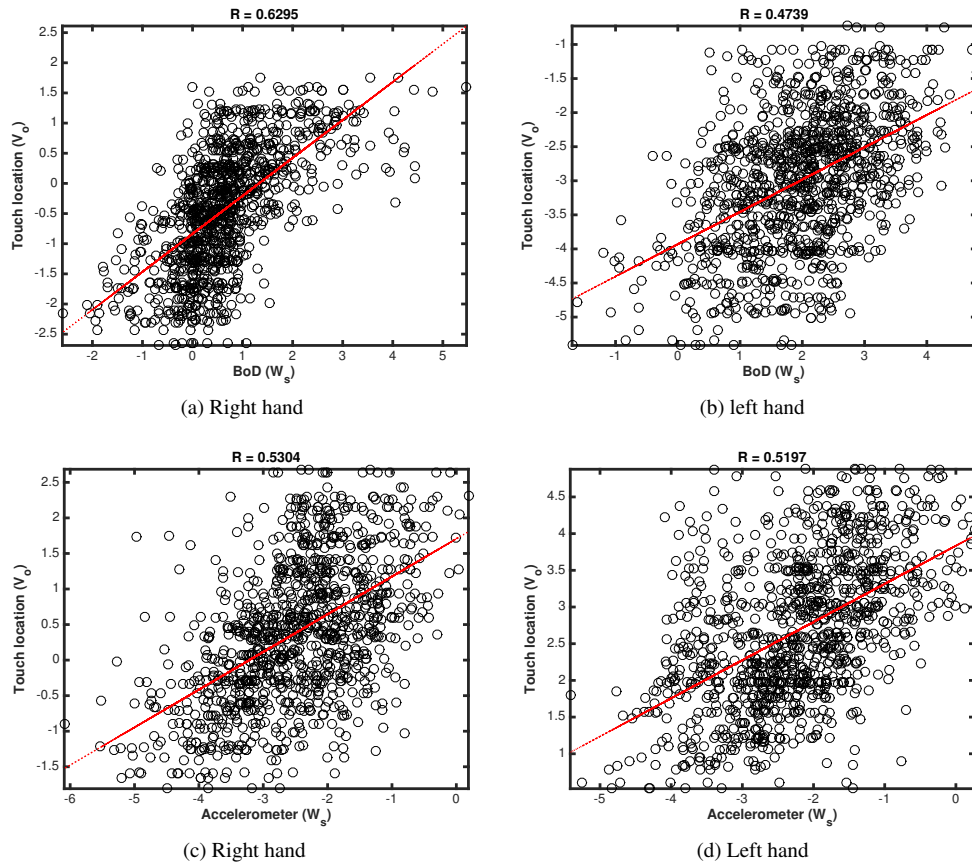 R = 0.6295
2.5
2
1.5
1
0.5
0
-0.5
-1
-1.5
-2
-2.5
Touch location (V_o)
-2 -1 0 1 2 3 4 5
BoD (W_s)
(a) Right hand
R = 0.4739
-1
-1.5
-2
-2.5
-3
-3.5
-4
-4.5
-5
Touch location (V_o)
-1 0 1 2 3 4
BoD (W_s)
(b) left hand
R = 0.5304
2.5
2
1.5
1
0.5
0
-0.5
-1
-1.5
Touch location (V_o)
-6 -5 -4 -3 -2 -1 0
Accelerometer (W_s)
(c) Right hand
R = 0.5197
4.5
4
3.5
3
2.5
2
1.5
1
Touch location (V_o)
-5 -4 -3 -2 -1 0
Accelerometer (W_s)
(d) Left hand